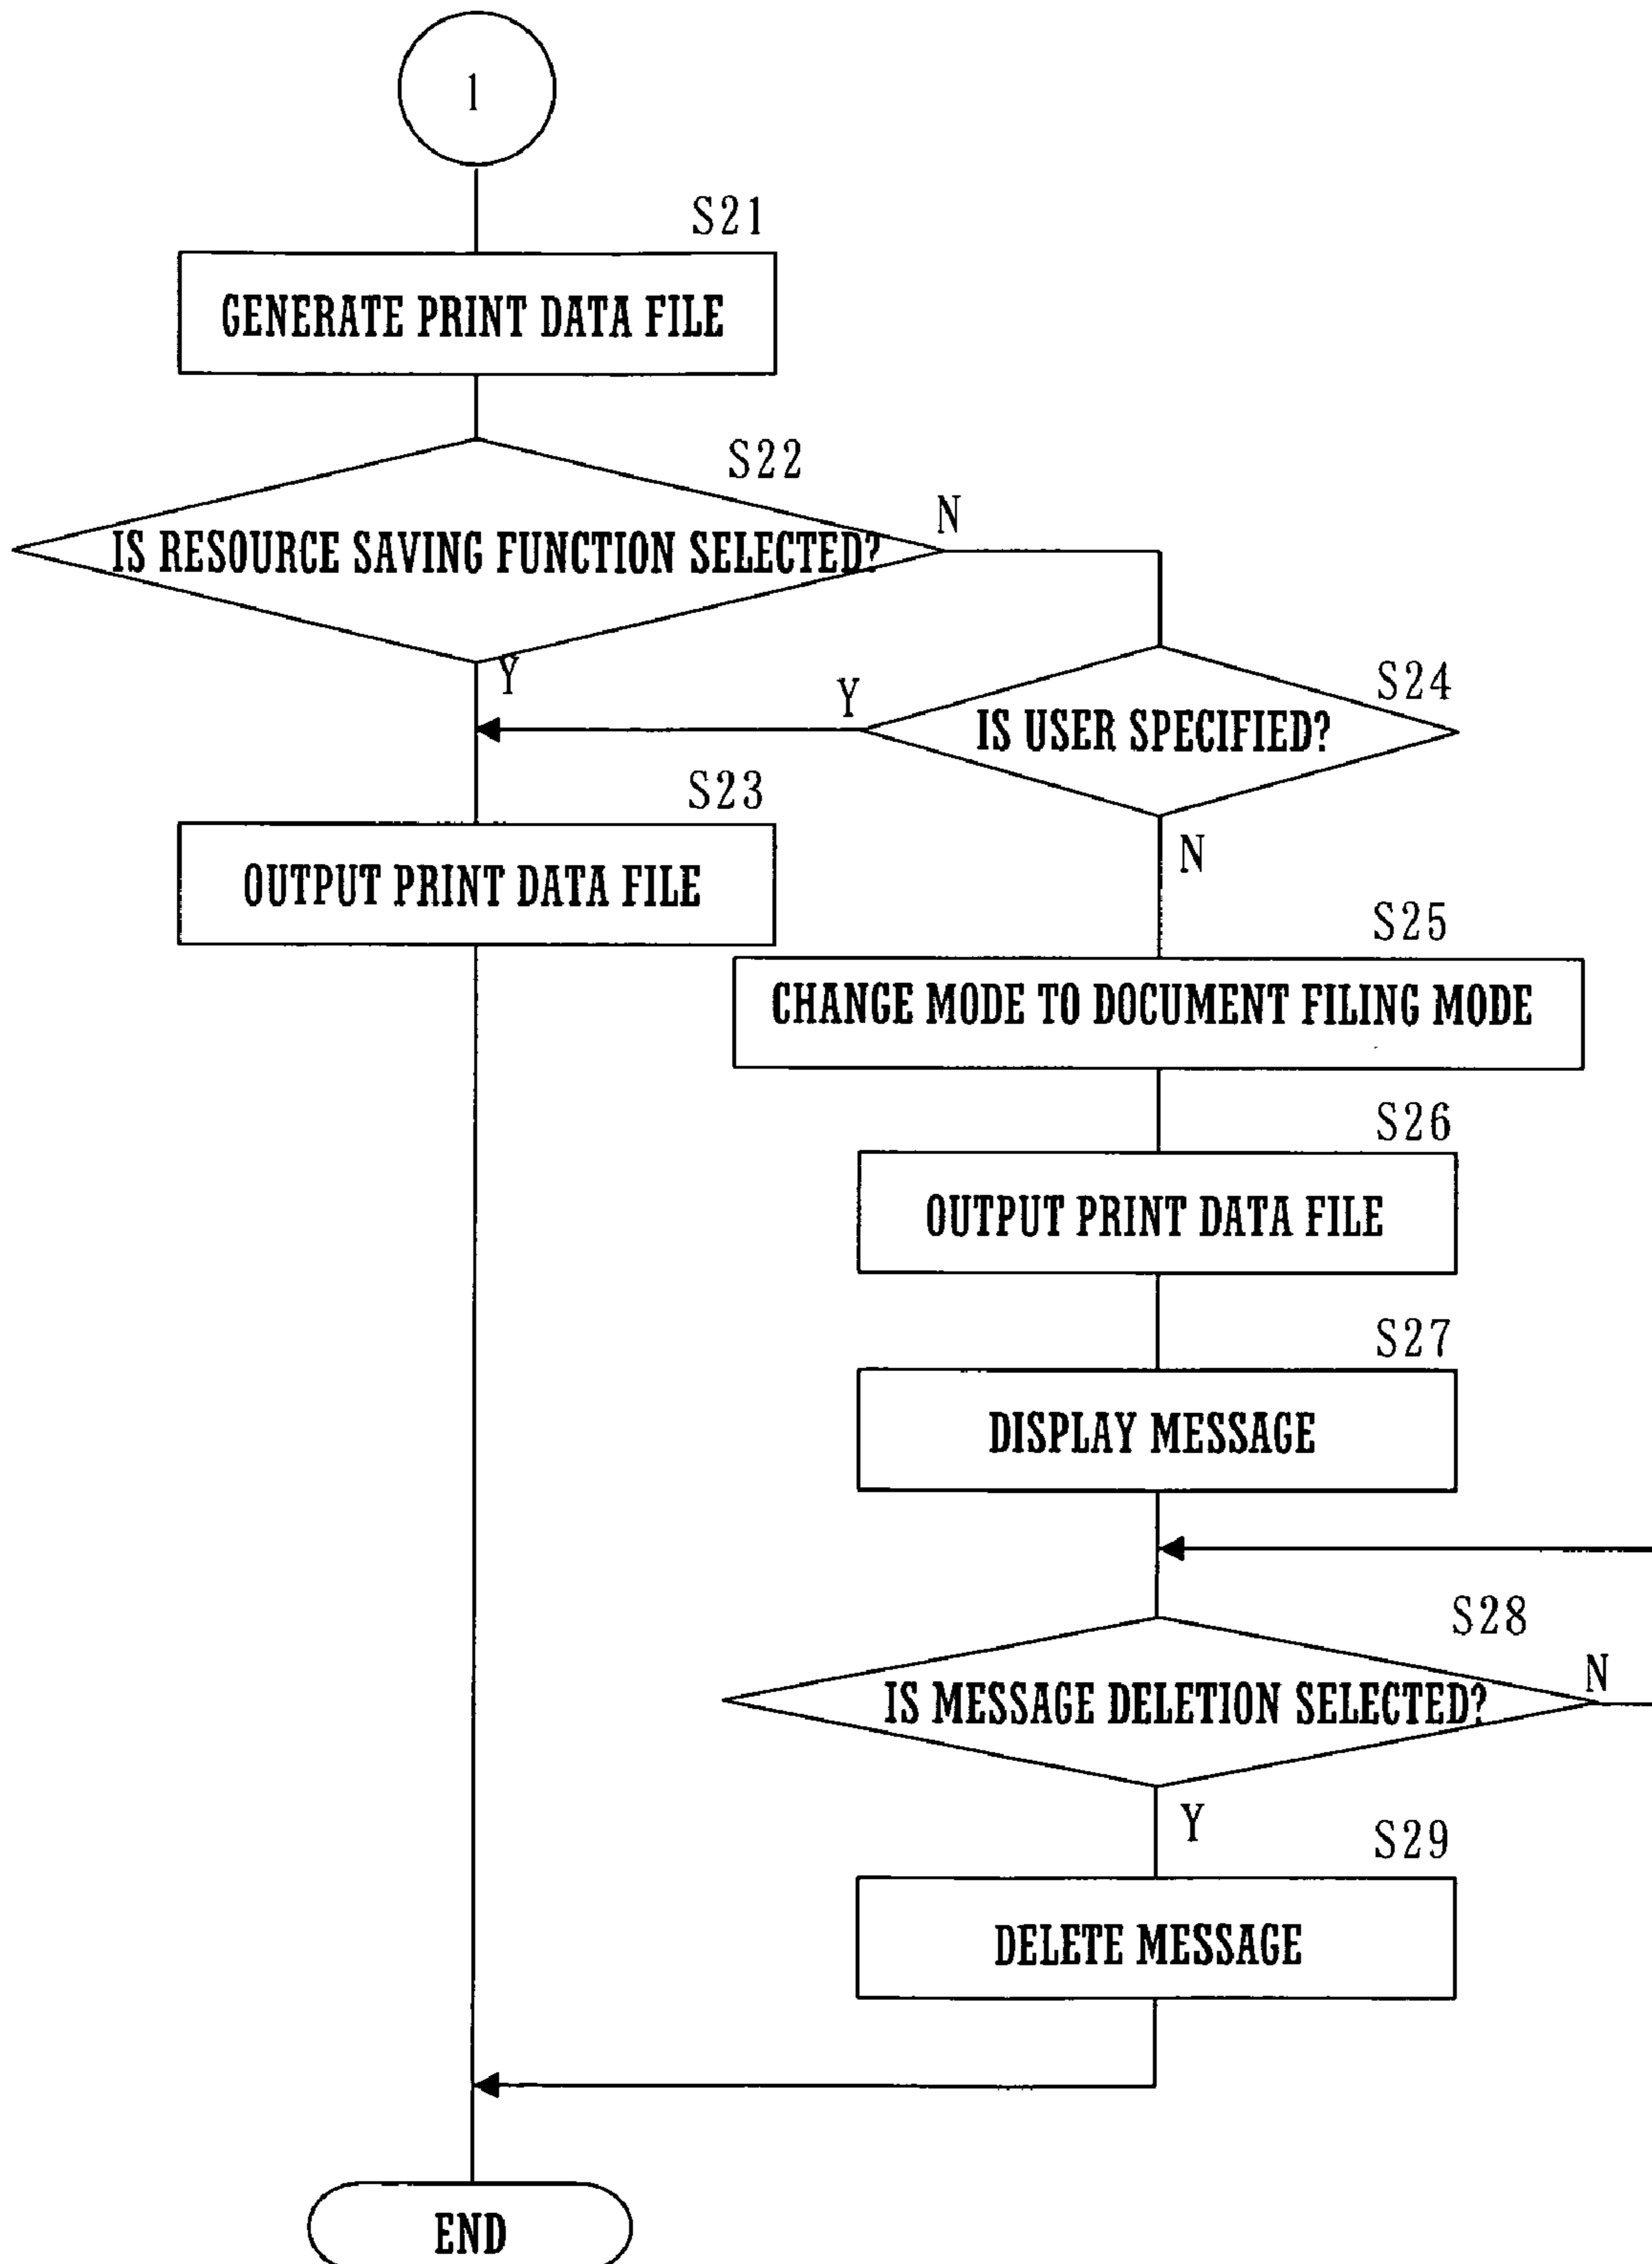 1
S21
GENERATE PRINT DATA FILE
S22
IS RESOURCE SAVING FUNCTION SELECTED?
N
Y
S24
IS USER SPECIFIED?
Y
N
S23
OUTPUT PRINT DATA FILE
S25
CHANGE MODE TO DOCUMENT FILING MODE
S26
OUTPUT PRINT DATA FILE
S27
DISPLAY MESSAGE
S28
IS MESSAGE DELETION SELECTED?
N
Y
S29
DELETE MESSAGE
END